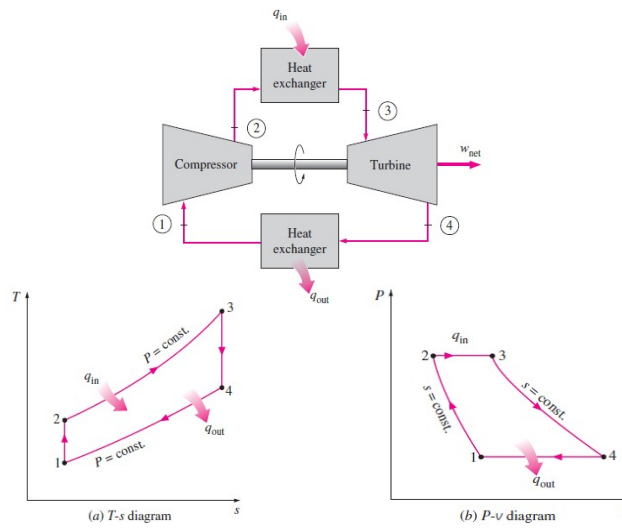 q_in
Heat
exchanger
2
3
Compressor
Turbine
w_net
1
4
Heat
exchanger
q_out
T
3
P = const.
q_in
4
2
q_out
P = const.
1
s
(a) T-s diagram
P
q_in
2
3
s = const.
s = const.
1
4
q_out
v
(b) P-v diagram